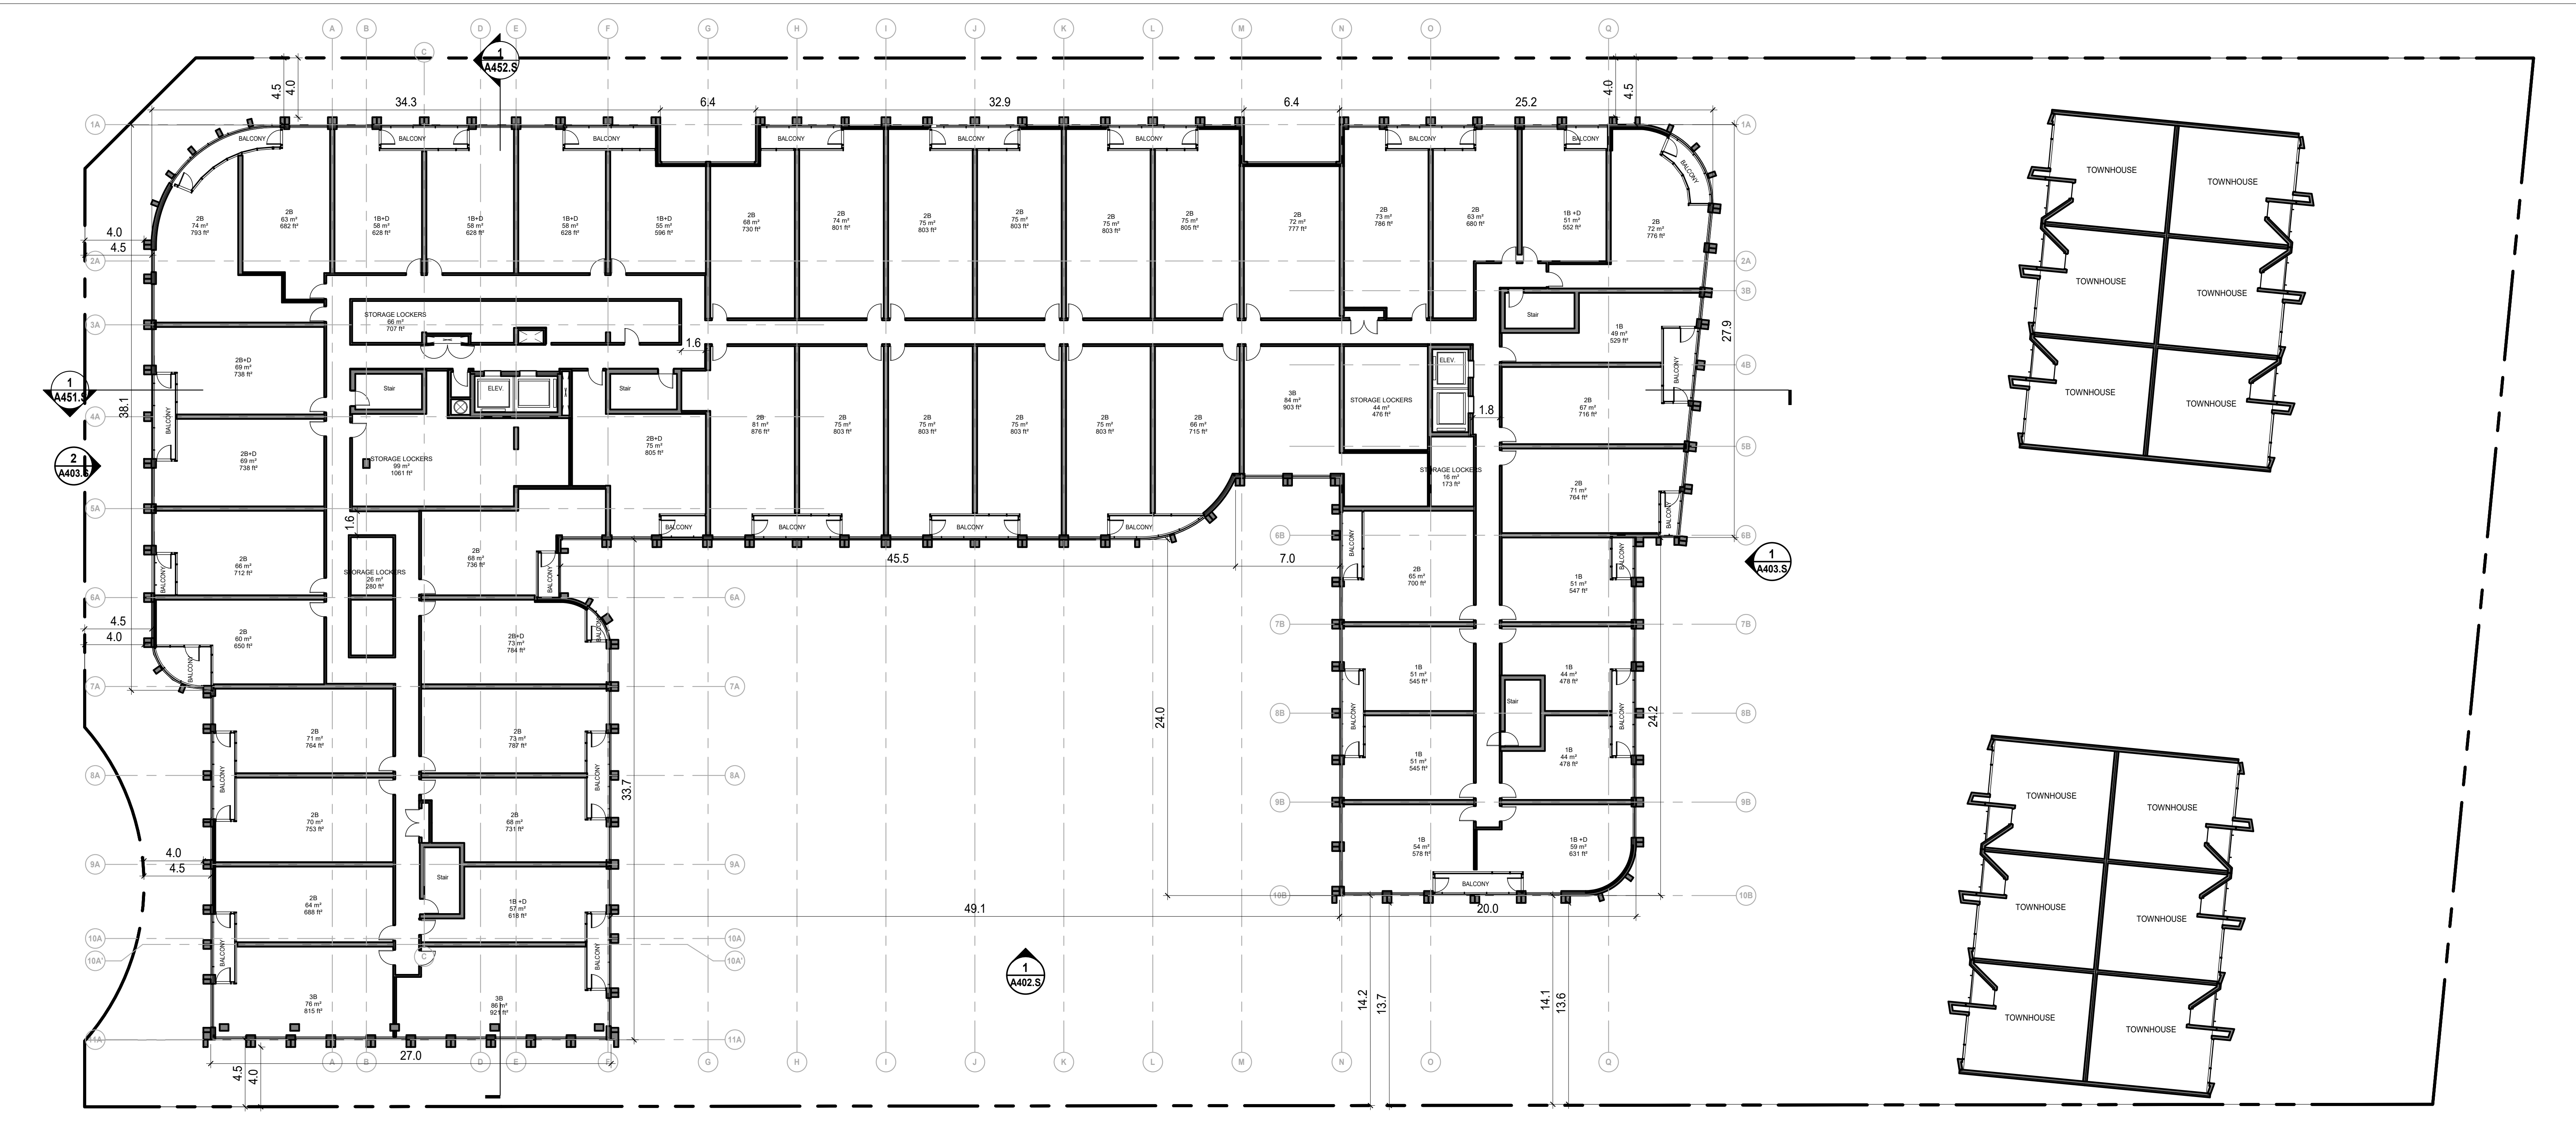 A
B
C
D
E
F
G
H
I
J
K
L
M
N
O
Q
1
A452.S
4.5
4.0
4.0
4.5
34.3
6.4
32.9
6.4
25.2
1A
1A
BALCONY
BALCONY
BALCONY
BALCONY
BALCONY
BALCONY
BALCONY
BALCONY
BALCONY
2B
74 m²
793 ft²
2B
63 m²
682 ft²
1B+D
58 m²
628 ft²
1B+D
58 m²
628 ft²
1B+D
58 m²
628 ft²
1B+D
55 m²
596 ft²
2B
68 m²
730 ft²
2B
74 m²
801 ft²
2B
75 m²
803 ft²
2B
75 m²
803 ft²
2B
75 m²
803 ft²
2B
75 m²
805 ft²
2B
72 m²
777 ft²
2B
73 m²
786 ft²
2B
63 m²
680 ft²
1B +D
51 m²
552 ft²
2B
72 m²
776 ft²
4.0
4.5
2A
2A
3B
STORAGE LOCKERS
66 m²
707 ft²
3A
Stair
1B
49 m²
529 ft²
27.9
1.6
2B+D
69 m²
738 ft²
Stair
ELEV.
Stair
ELEV.
4B
BALCONY
1
A451.S
38.1
4A
BALCONY
2B
81 m²
876 ft²
2B
75 m²
803 ft²
2B
75 m²
803 ft²
2B
75 m²
803 ft²
2B
75 m²
803 ft²
2B
66 m²
715 ft²
3B
84 m²
903 ft²
STORAGE LOCKERS
44 m²
476 ft²
1.8
2B
67 m²
716 ft²
2B+D
75 m²
805 ft²
5B
2
A403.S
2B+D
69 m²
738 ft²
STORAGE LOCKERS
99 m²
1061 ft²
STORAGE LOCKERS
16 m²
173 ft²
2B
71 m²
764 ft²
BALCONY
5A
1.6
BALCONY
BALCONY
BALCONY
BALCONY
6B
6B
BALCONY
BALCONY
45.5
7.0
1
A403.S
2B
66 m²
712 ft²
BALCONY
STORAGE LOCKERS
26 m²
280 ft²
2B
68 m²
736 ft²
BALCONY
2B
65 m²
700 ft²
1B
51 m²
547 ft²
6A
6A
4.5
4.0
2B
60 m²
650 ft²
BALCONY
2B+D
73 m²
784 ft²
BALCONY
7B
7B
7A
7A
1B
51 m²
545 ft²
1B
44 m²
478 ft²
BALCONY
BALCONY
Stair
24.0
24.2
8B
8B
2B
71 m²
764 ft²
2B
73 m²
787 ft²
BALCONY
BALCONY
8A
8A
33.7
1B
51 m²
545 ft²
1B
44 m²
478 ft²
9B
9B
2B
70 m²
753 ft²
2B
68 m²
731 ft²
4.0
4.5
9A
9A
Stair
1B
54 m²
578 ft²
1B +D
59 m²
631 ft²
BALCONY
10B
10B
2B
64 m²
688 ft²
1B +D
57 m²
618 ft²
49.1
20.0
10A
10A
10A'
10A'
C
BALCONY
BALCONY
1
A402.S
3B
76 m²
815 ft²
3B
86 m²
921 ft²
14.2
13.7
14.1
13.6
11A
11A
27.0
4.5
4.0
A
B
D
E
F
G
H
I
J
K
L
M
N
O
Q
TOWNHOUSE
TOWNHOUSE
TOWNHOUSE
TOWNHOUSE
TOWNHOUSE
TOWNHOUSE
TOWNHOUSE
TOWNHOUSE
TOWNHOUSE
TOWNHOUSE
TOWNHOUSE
TOWNHOUSE